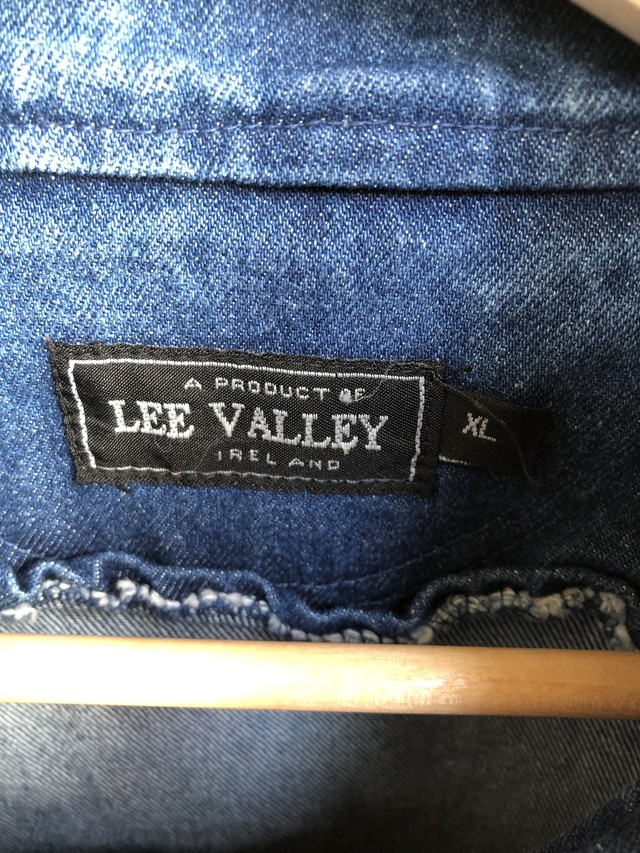 A PRODUCT OF
LEE VALLEY
IRELAND
XL